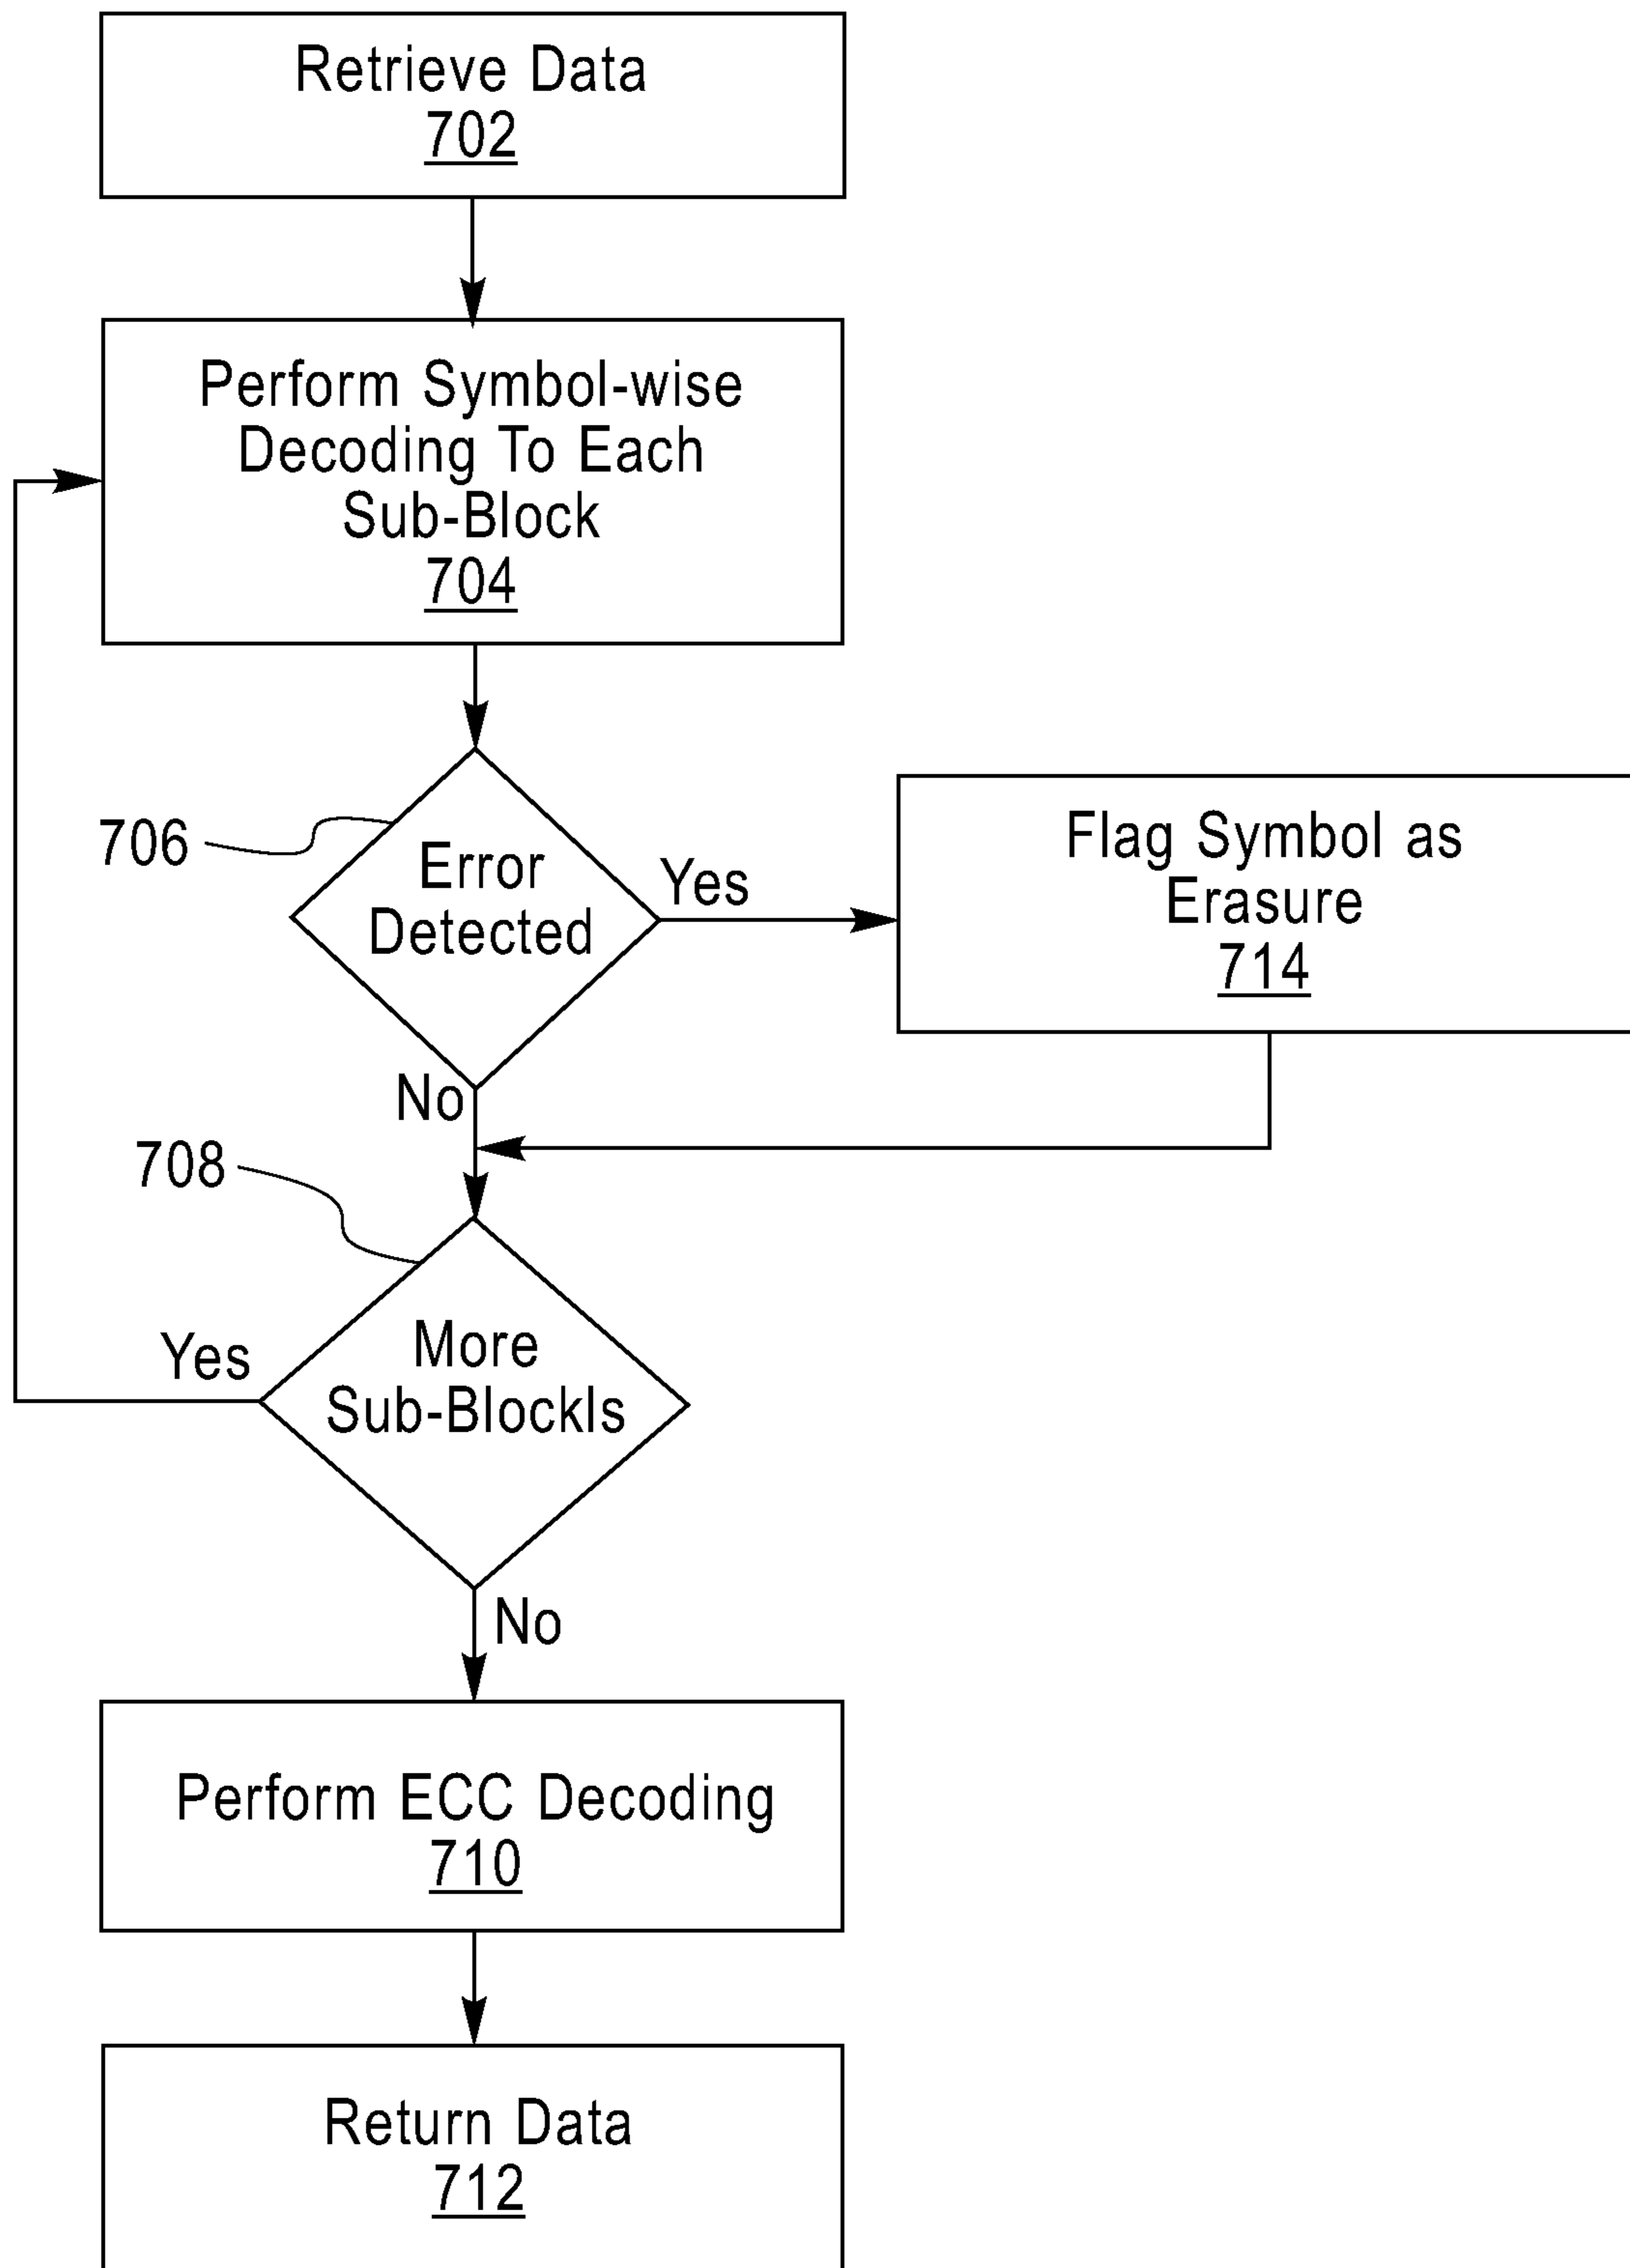 Retrieve Data
702
Perform Symbol-wise
Decoding To Each
Sub-Block
704
706
Error
Detected
Yes
Flag Symbol as
Erasure
714
No
708
More
Sub-BlockIs
Yes
No
Perform ECC Decoding
710
Return Data
712